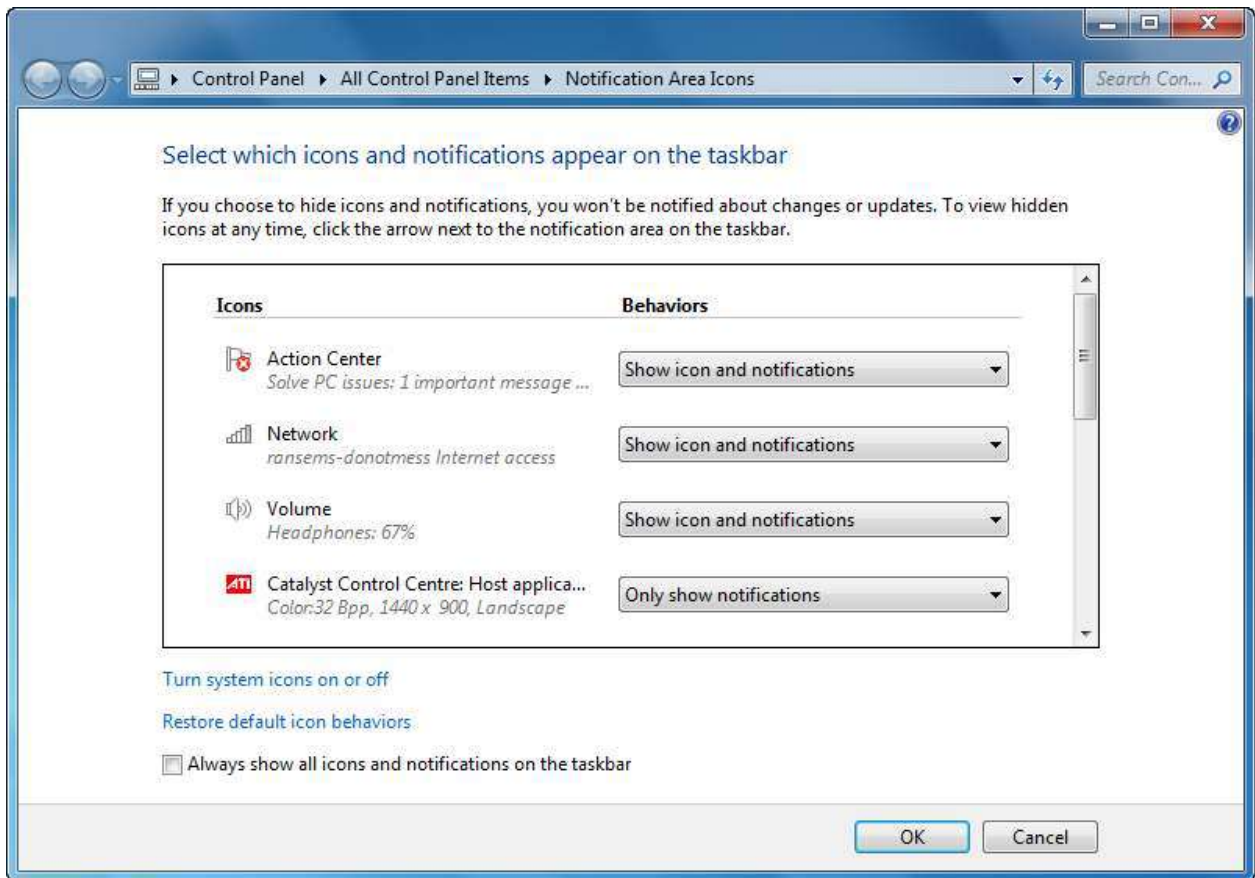 Control Panel ▸ All Control Panel Items ▸ Notification Area Icons
Search Con...
Select which icons and notifications appear on the taskbar
If you choose to hide icons and notifications, you won't be notified about changes or updates. To view hidden
icons at any time, click the arrow next to the notification area on the taskbar.
Icons Behaviors
Action Center
Solve PC issues: 1 important message ...
Show icon and notifications
Network
ransems-donotmess Internet access
Show icon and notifications
Volume
Headphones: 67%
Show icon and notifications
ATI
Catalyst Control Centre: Host applica...
Color:32 Bpp, 1440 x 900, Landscape
Only show notifications
Turn system icons on or off
Restore default icon behaviors
Always show all icons and notifications on the taskbar
OK Cancel